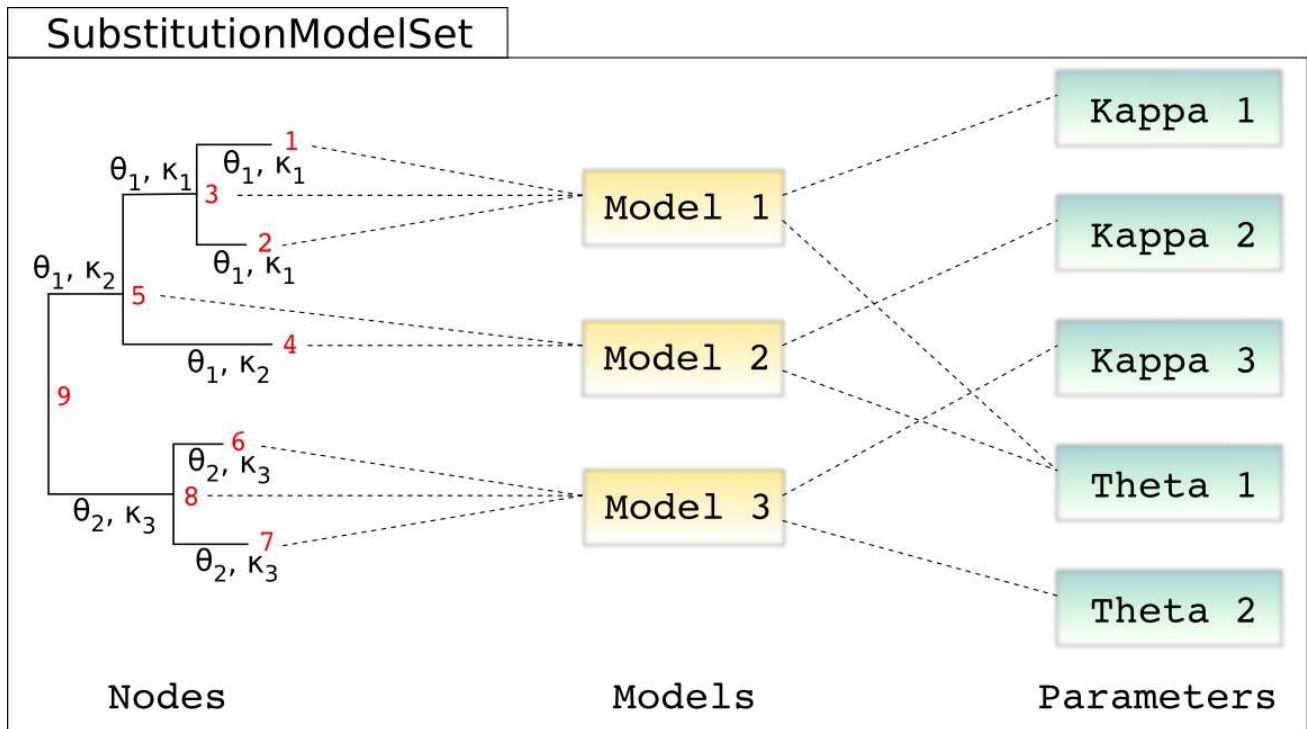 SubstitutionModelSet
1
θ1, κ1
θ1, κ1
3
2
θ1, κ1
θ1, κ2
5
4
θ1, κ2
9
6
θ2, κ3
8
θ2, κ3
7
θ2, κ3
Model 1
Model 2
Model 3
Kappa 1
Kappa 2
Kappa 3
Theta 1
Theta 2
Nodes
Models
Parameters